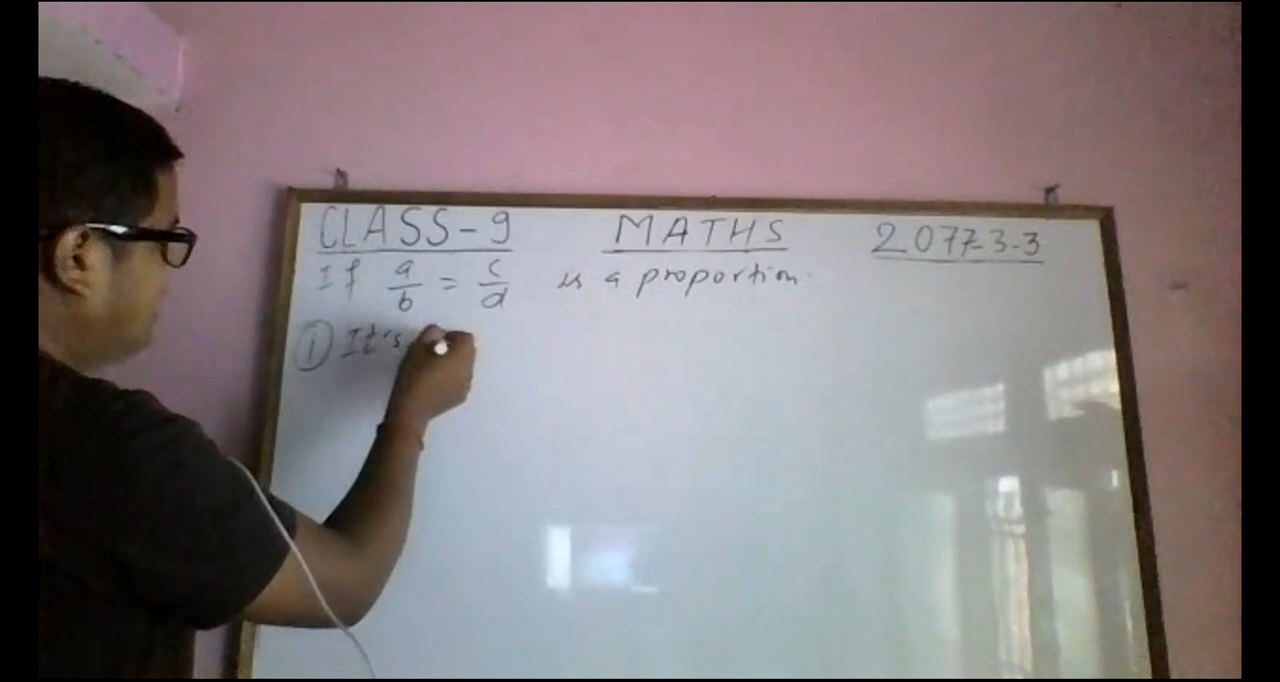 CLASS-9 MATHS 2077-3-3
If a/b = c/d is a proportion.
① It's